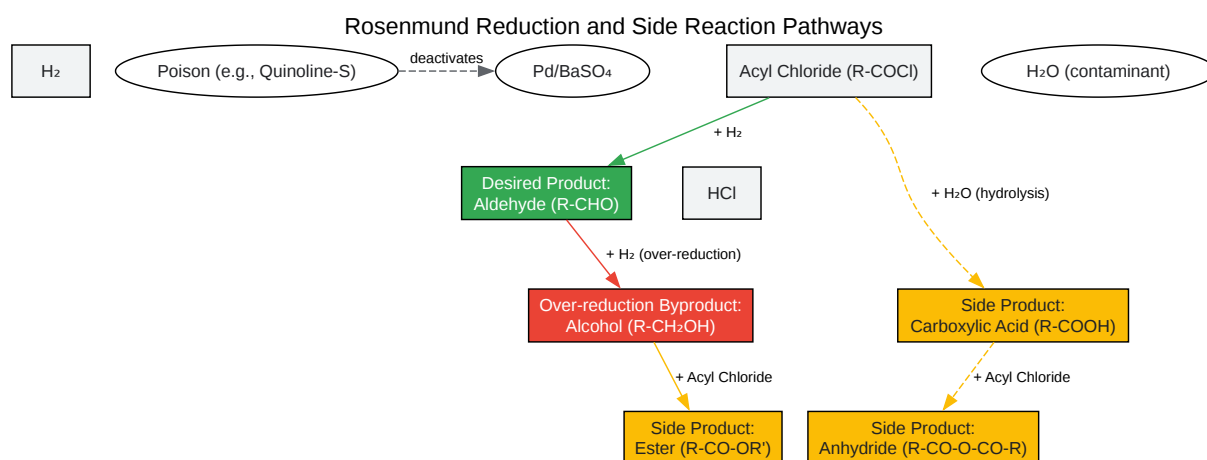 Rosenmund Reduction and Side Reaction Pathways
H₂
Poison (e.g., Quinoline-S)
deactivates
Pd/BaSO₄
Acyl Chloride (R-COCl)
H₂O (contaminant)
+ H₂
Desired Product:
Aldehyde (R-CHO)
HCl
+ H₂O (hydrolysis)
+ H₂ (over-reduction)
Over-reduction Byproduct:
Alcohol (R-CH₂OH)
Side Product:
Carboxylic Acid (R-COOH)
+ Acyl Chloride
+ Acyl Chloride
Side Product:
Ester (R-CO-OR')
Side Product:
Anhydride (R-CO-O-CO-R)